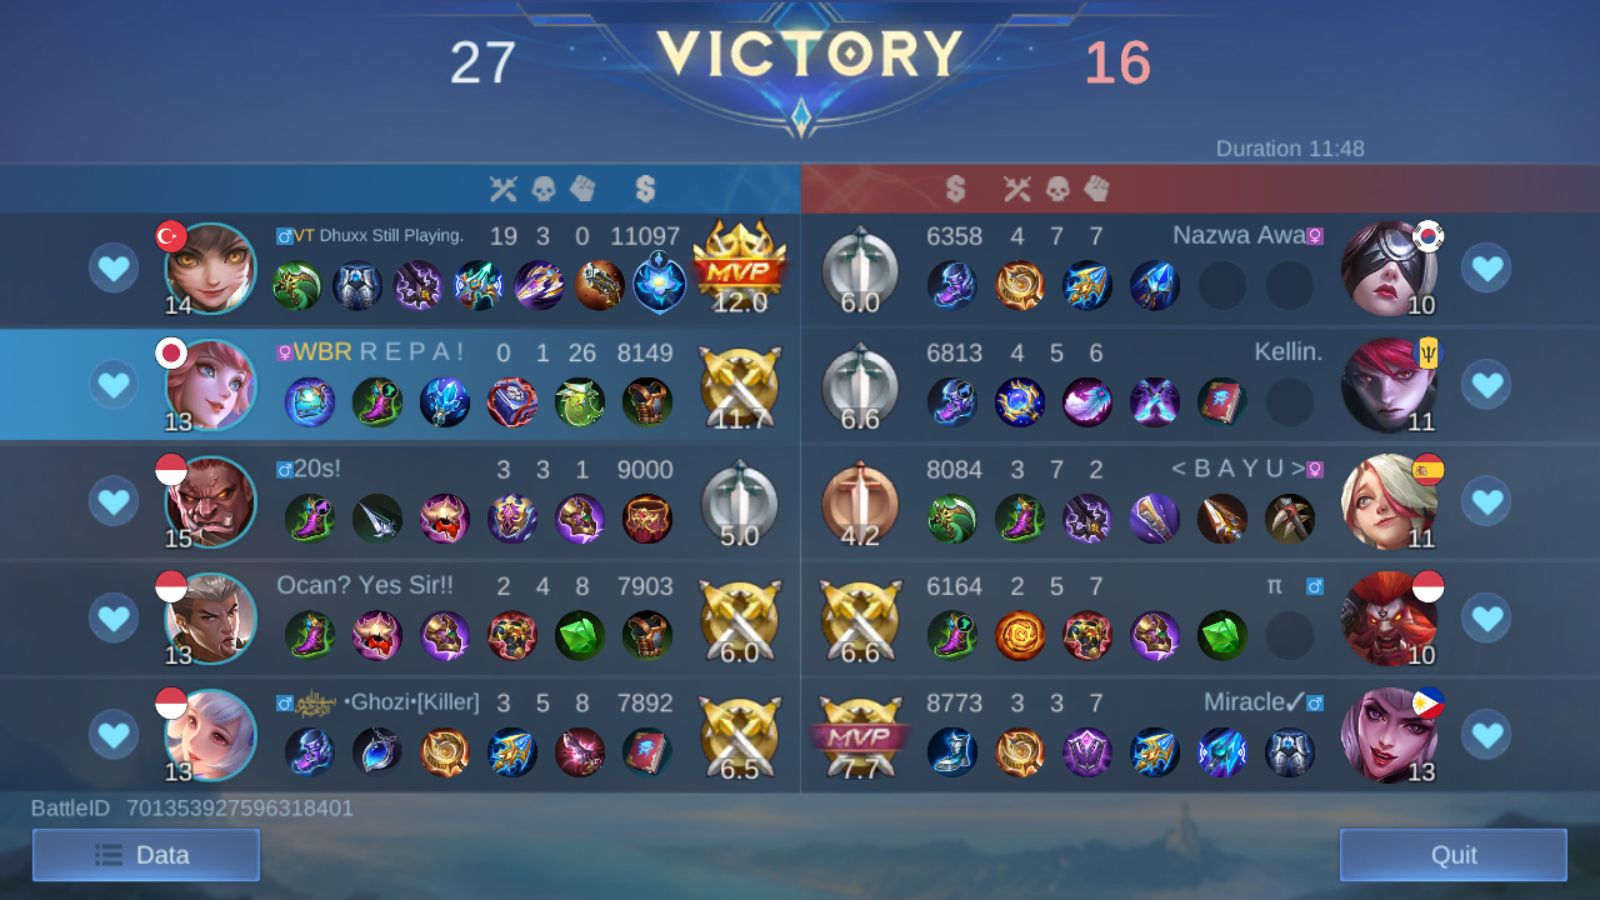 27 VICTORY 16
Duration 11:48
VT Dhuxx Still Playing. 19 3 0 11097
14 MVP 12.0
WBR R E P A ! 0 1 26 8149
13 11.7
20s! 3 3 1 9000
15 5.0
Ocan? Yes Sir!! 2 4 8 7903
13 6.0
•Ghozi•[Killer] 3 5 8 7892
13 6.5
6358 4 7 7 Nazwa Awa
6.0 10
6813 4 5 6 Kellin.
6.6 11
8084 3 7 2 < B A Y U >
4.2 11
6164 2 5 7 π
6.6 10
8773 3 3 7 Miracle✓
MVP 7.7 13
BattleID 701353927596318401
Data
Quit